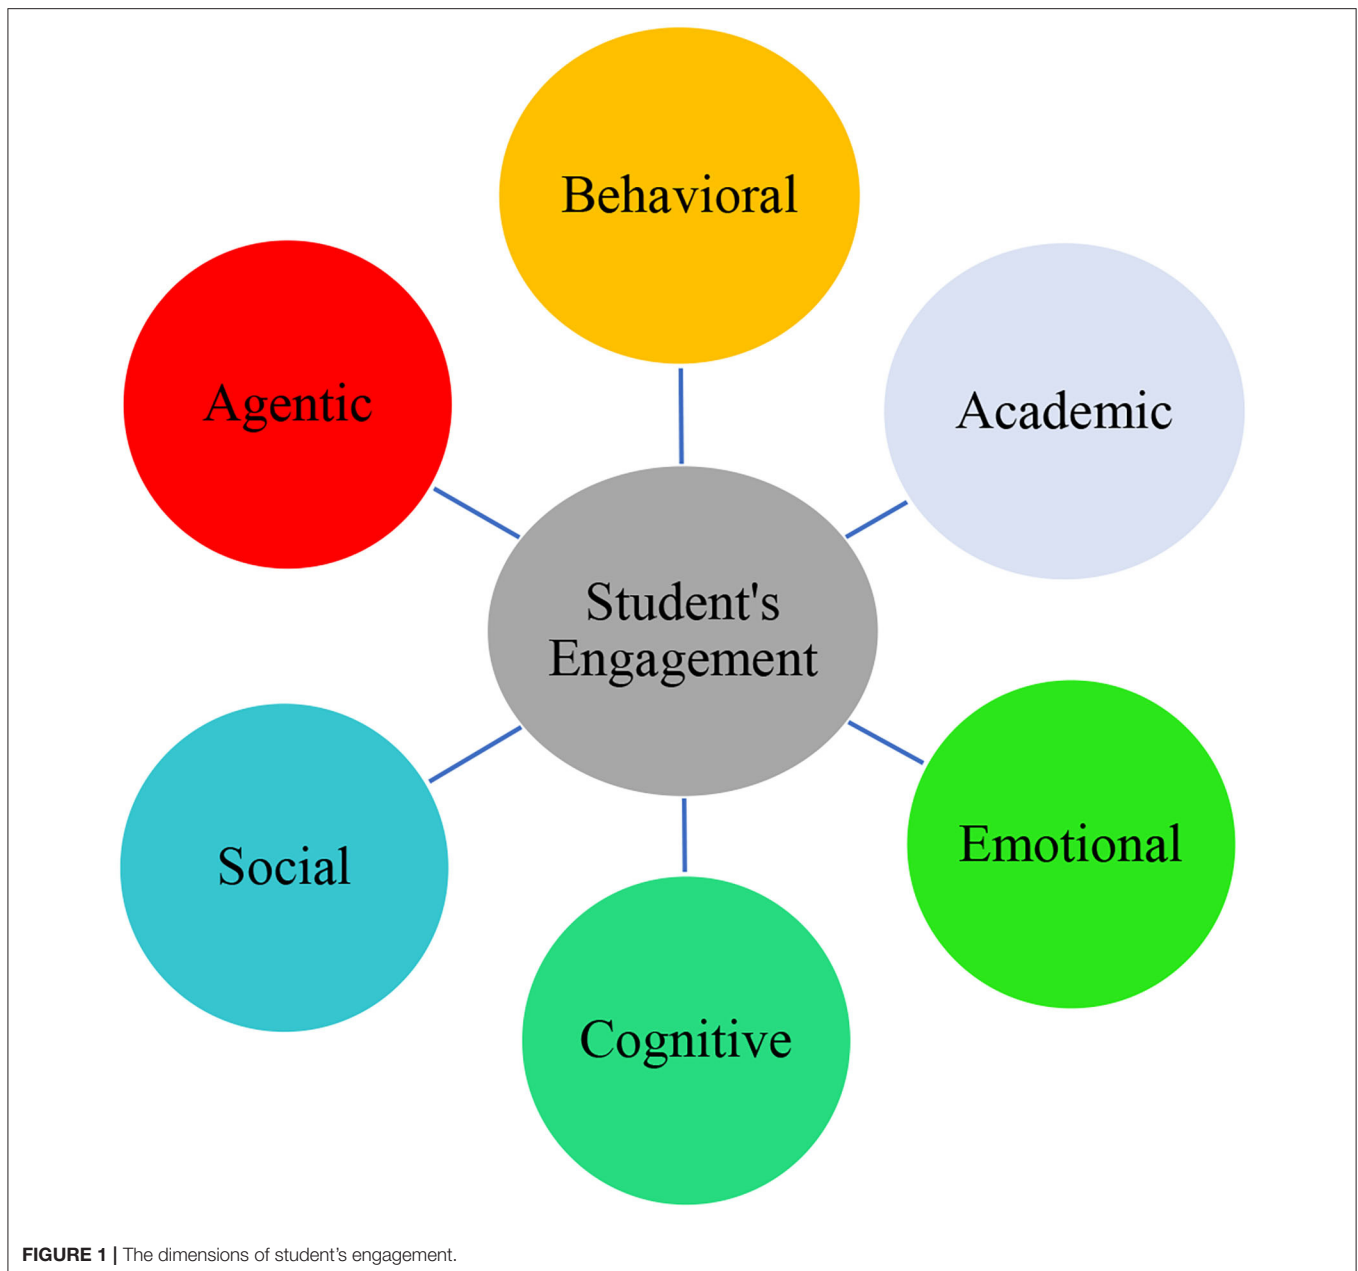 Behavioral
Agentic
Academic
Student's
Engagement
Social
Emotional
Cognitive
FIGURE 1 | The dimensions of student’s engagement.